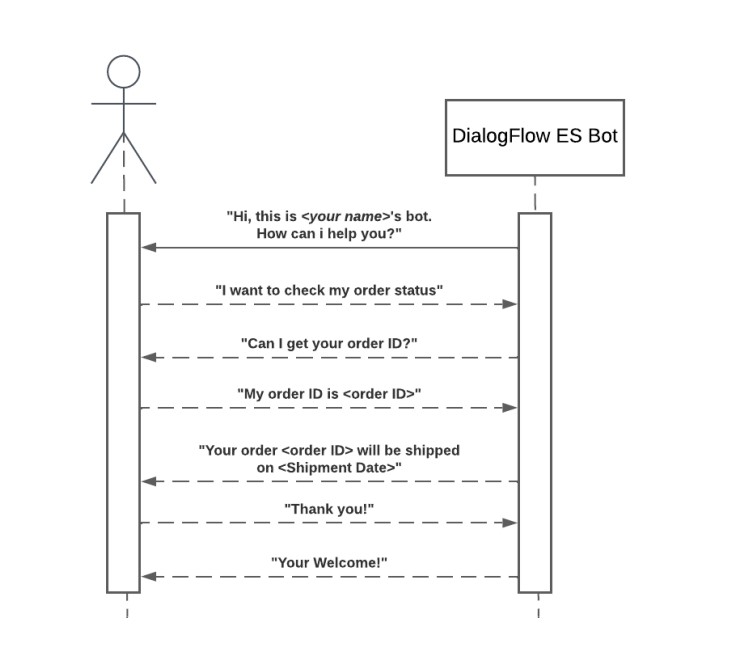 DialogFlow ES Bot
"Hi, this is <your name>'s bot.
How can i help you?"
"I want to check my order status"
"Can I get your order ID?"
"My order ID is <order ID>"
"Your order <order ID> will be shipped
on <Shipment Date>"
"Thank you!"
"Your Welcome!"